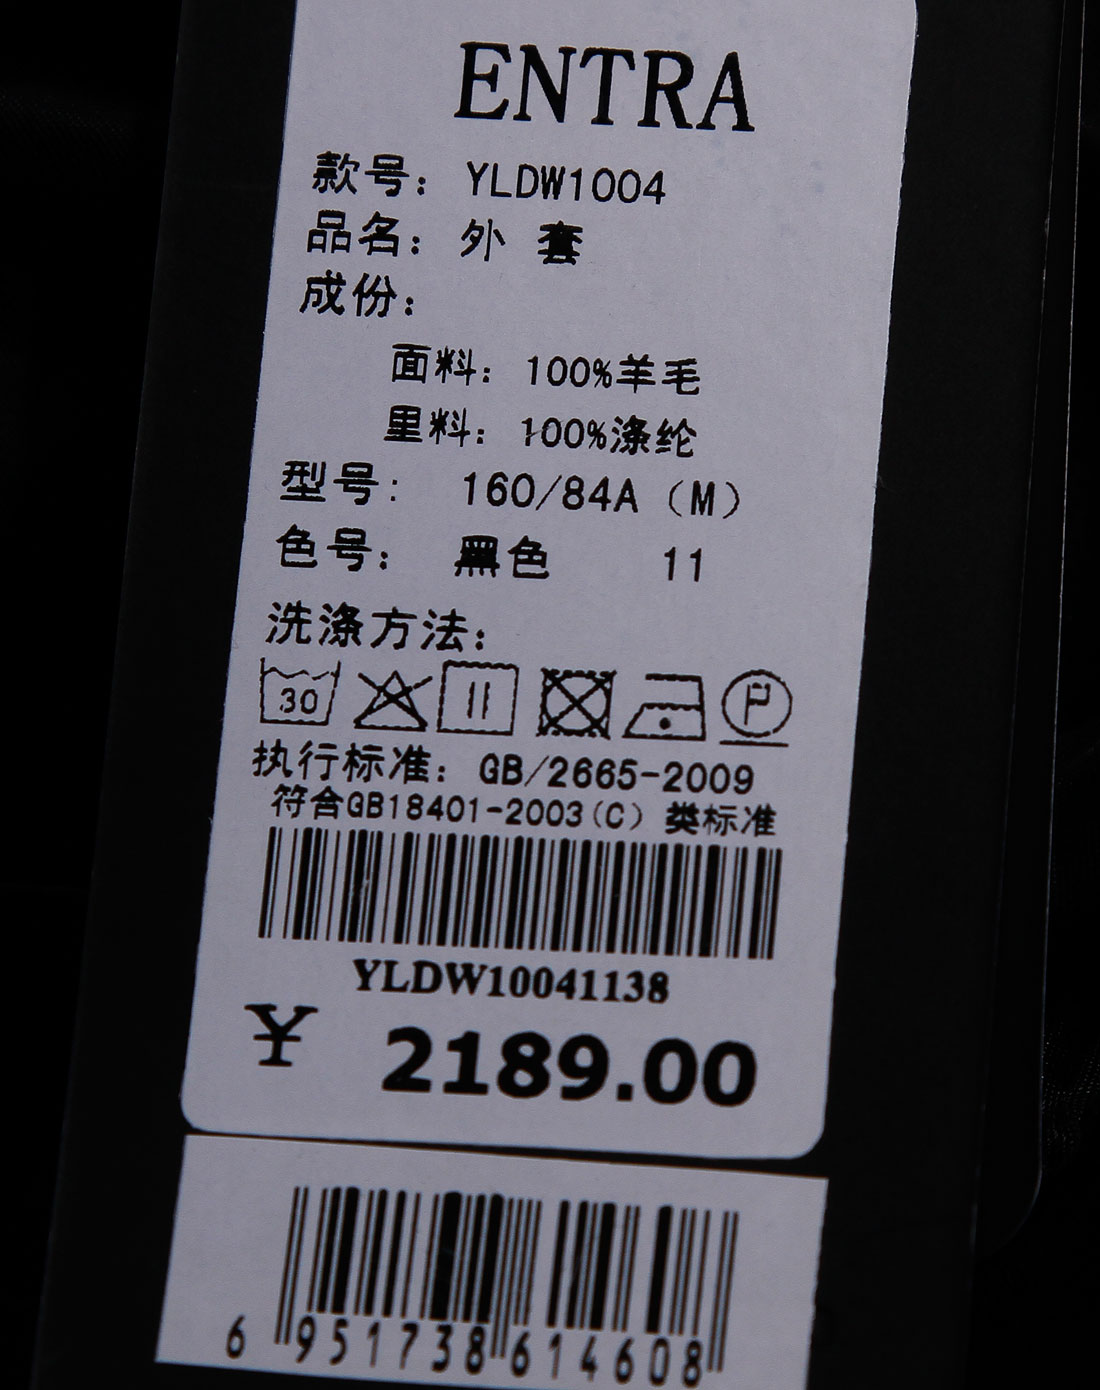 ENTRA
款号：YLDW1004
品名：外 套
成份：
面料：100%羊毛
里料：100%涤纶
型号：160/84A（M）
色号：黑色 11
洗涤方法：
30
P
执行标准：GB/2665-2009
符合GB18401-2003(C) 类标准
YLDW10041138
¥ 2189.00
6 951738 614608